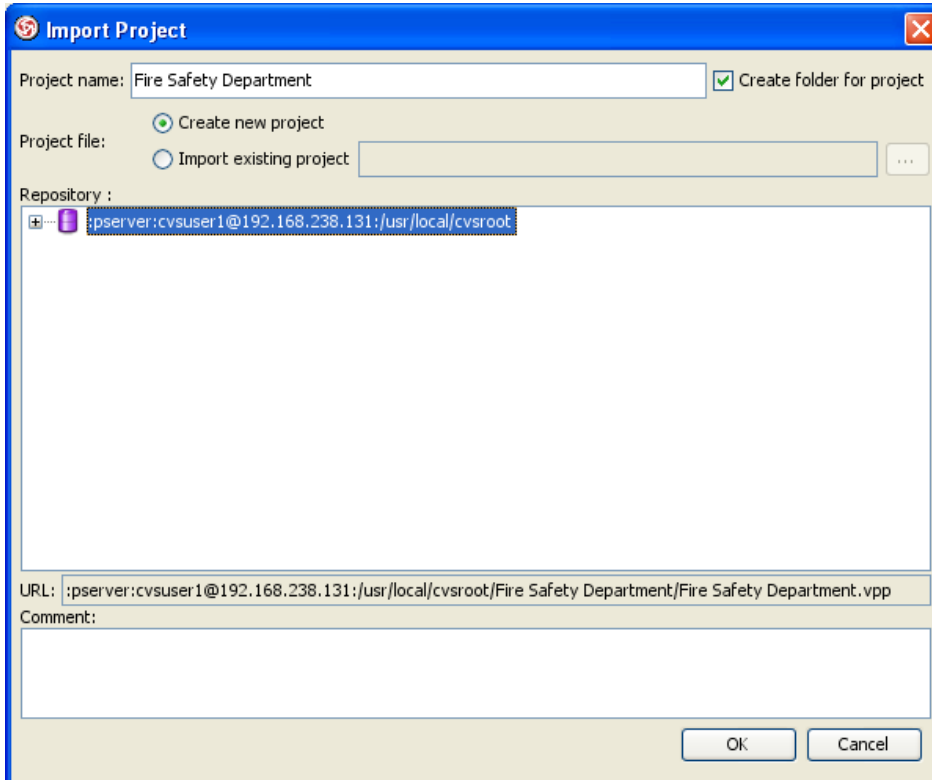 Import Project
Project name: Fire Safety Department Create folder for project
Project file: Create new project
Import existing project ...
Repository :
:pserver:cvsuser1@192.168.238.131:/usr/local/cvsroot
URL: :pserver:cvsuser1@192.168.238.131:/usr/local/cvsroot/Fire Safety Department/Fire Safety Department.vpp
Comment:
OK Cancel